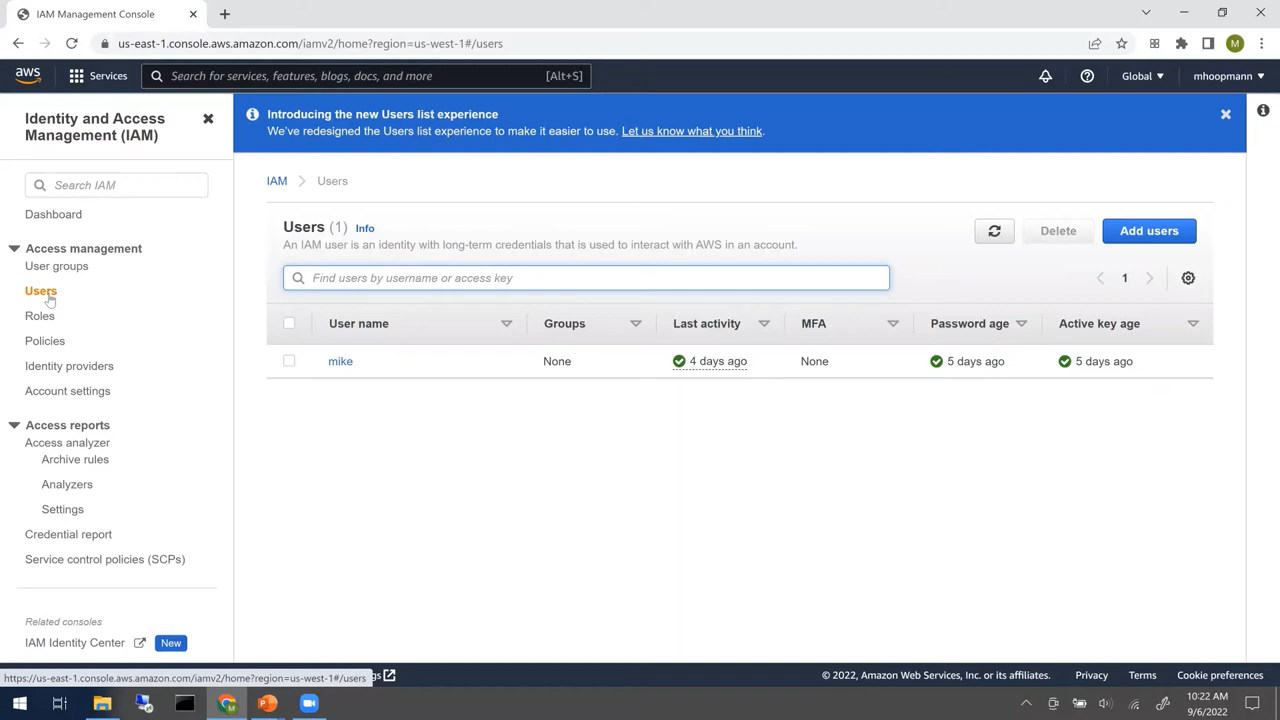 IAM Management Console
us-east-1.console.aws.amazon.com/iamv2/home?region=us-west-1#/users
M
aws
Services
Search for services, features, blogs, docs, and more
[Alt+S]
Global
mhoopmann
Identity and Access
Management (IAM)
Search IAM
Dashboard
Access management
User groups
Users
Roles
Policies
Identity providers
Account settings
Access reports
Access analyzer
Archive rules
Analyzers
Settings
Credential report
Service control policies (SCPs)
Related consoles
IAM Identity Center
New
Introducing the new Users list experience
We've redesigned the Users list experience to make it easier to use. Let us know what you think.
IAM > Users
Users (1) Info
An IAM user is an identity with long-term credentials that is used to interact with AWS in an account.
Delete
Add users
Find users by username or access key
1
User name Groups Last activity MFA Password age Active key age
mike None 4 days ago None 5 days ago 5 days ago
https://us-east-1.console.aws.amazon.com/iamv2/home?region=us-west-1#/users
© 2022, Amazon Web Services, Inc. or its affiliates. Privacy Terms Cookie preferences
10:22 AM
9/6/2022